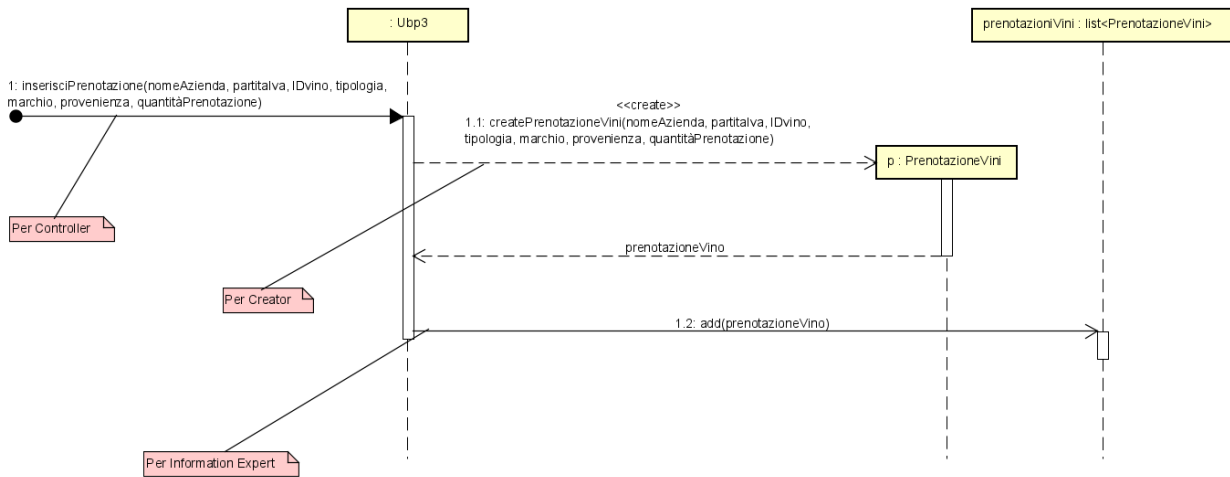 : Ubp3
prenotazioniVini : list<PrenotazioneVini>
1: inserisciPrenotazione(nomeAzienda, partitaIva, IDvino, tipologia,
marchio, provenienza, quantitàPrenotazione)
<<create>>
1.1: createPrenotazioneVini(nomeAzienda, partitaIva, IDvino,
tipologia, marchio, provenienza, quantitàPrenotazione)
p : PrenotazioneVini
Per Controller
prenotazioneVino
Per Creator
1.2: add(prenotazioneVino)
Per Information Expert